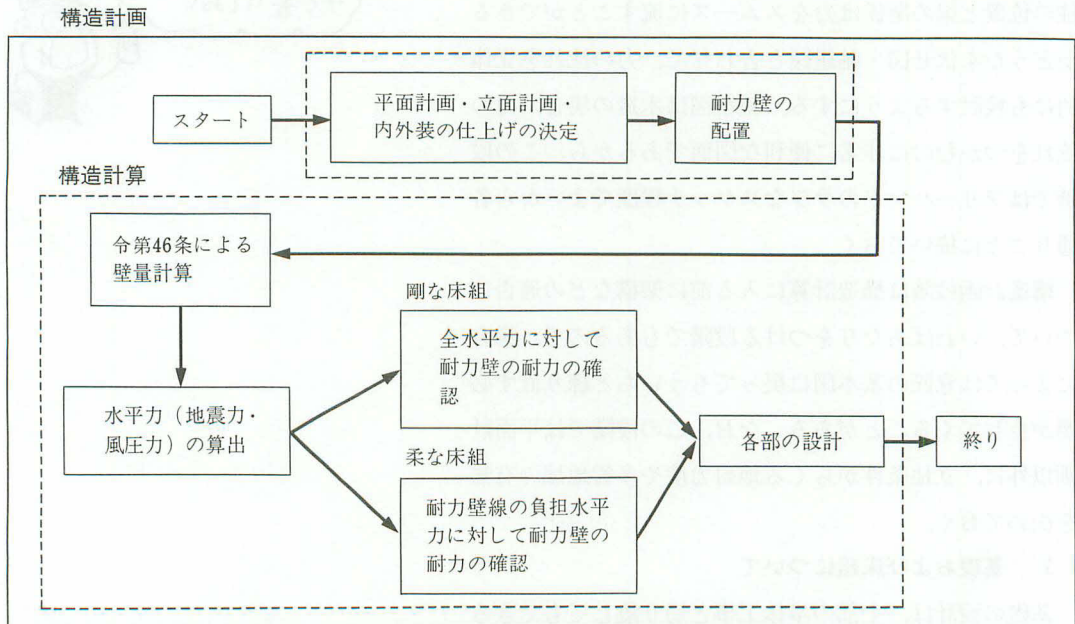 構造計画
スタート
平面計画・立面計画・
内外装の仕上げの決定
耐力壁の
配置
構造計算
令第46条による
壁量計算
水平力（地震力・
風圧力）の算出
剛な床組
全水平力に対して
耐力壁の耐力の確
認
柔な床組
耐力壁線の負担水平
力に対して耐力壁の
耐力の確認
各部の設計
終り